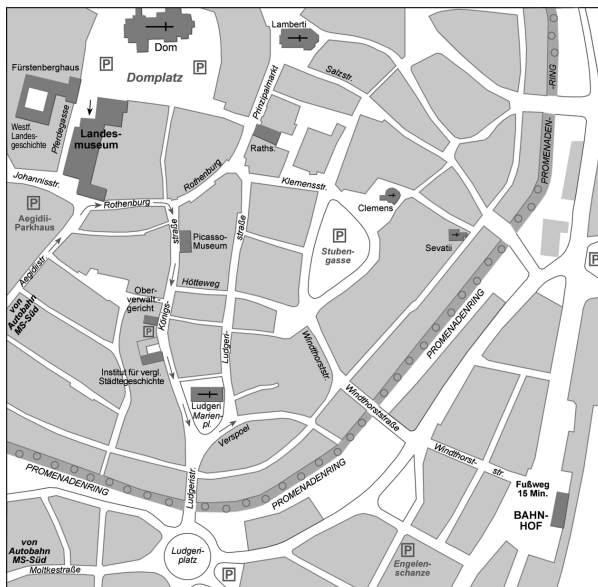 Lamberti
Dom
Fürstenberghaus
P
Domplatz
P
Salzstr.
-RING
Prinzipalmarkt
Pferdegasse
Westf.
Landes-
geschichte
Landes-
museum
Raths.
PROMENADEN-
Johannisstr.
Rothenburg
Klemensstr.
P
Aegidii-
Parkhaus
Rothenburg
straße
Picasso-
Museum
straße
Clemens
P
Stuben-
gasse
Sevatii
P
Aegidiistr.
von
Autobahn
MS-Süd
Ober-
verwalt
gericht
Hötteweg
P
Königs-
Ludgeri-
Windthorststr.
PROMENADENRING
Institut für vergl.
Städtegeschichte
Ludgeri
Marien-
pl.
Verspoel
Windthorststraße
Windthorst-
str.
PROMENADENRING
Ludgeristr.
PROMENADENRING
Fußweg
15 Min.
BAHN-
HOF
von
Autobahn
MS-Süd
Moltkestraße
Ludgeri-
platz
P
P
Engelen-
schanze